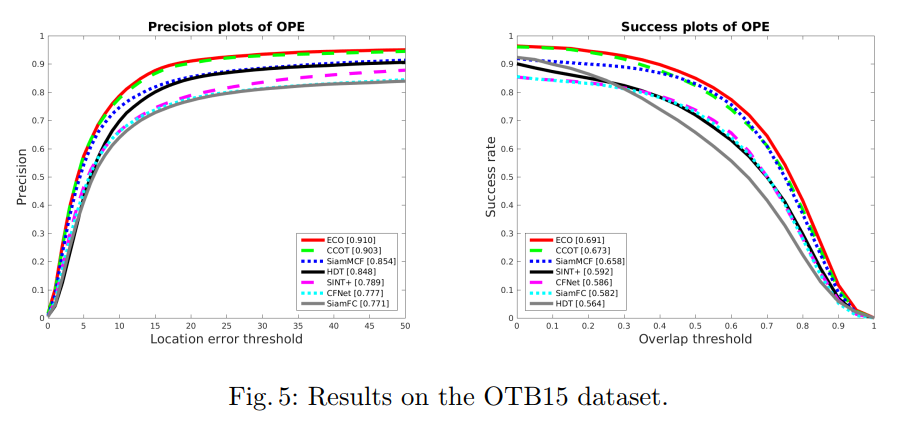 Precision plots of OPE
1
0.9
0.8
0.7
0.6
0.5
0.4
0.3
0.2
0.1
0
Precision
ECO [0.910]
CCOT [0.903]
SiamMCF [0.854]
HDT [0.848]
SINT+ [0.789]
CFNet [0.777]
SiamFC [0.771]
0 5 10 15 20 25 30 35 40 45 50
Location error threshold
Success plots of OPE
1
0.9
0.8
0.7
0.6
0.5
0.4
0.3
0.2
0.1
0
Success rate
ECO [0.691]
CCOT [0.673]
SiamMCF [0.658]
SINT+ [0.592]
CFNet [0.586]
SiamFC [0.582]
HDT [0.564]
0 0.1 0.2 0.3 0.4 0.5 0.6 0.7 0.8 0.9 1
Overlap threshold
Fig. 5: Results on the OTB15 dataset.